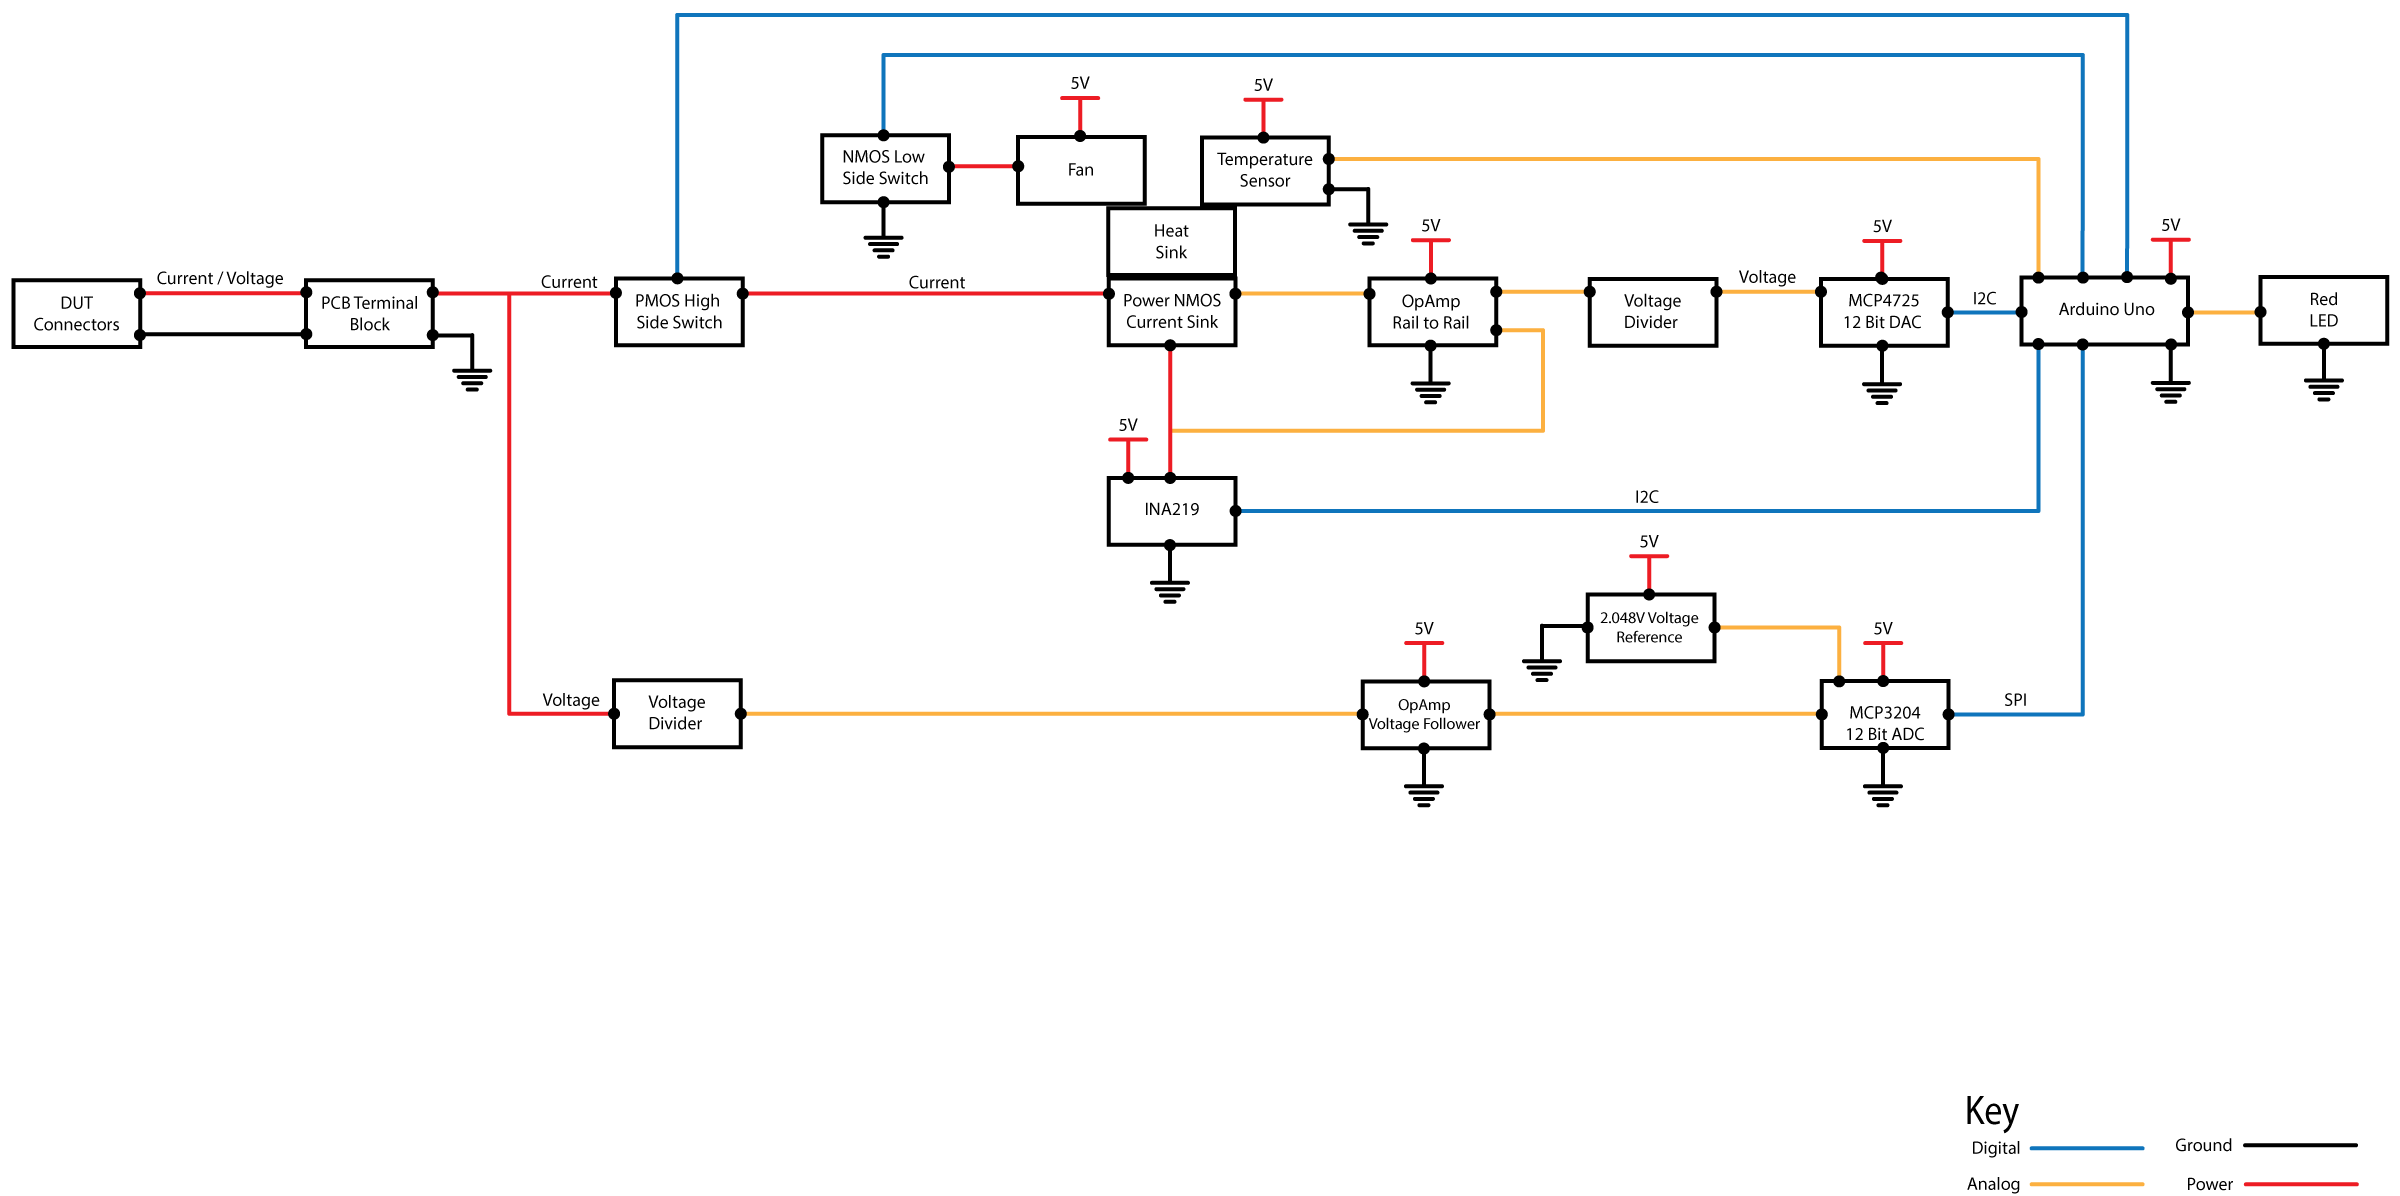 5V
5V
NMOS Low
Side Switch
Fan
Temperature
Sensor
Heat
Sink
5V
5V
5V
Current / Voltage
Current
Current
Voltage
I2C
DUT
Connectors
PCB Terminal
Block
PMOS High
Side Switch
Power NMOS
Current Sink
OpAmp
Rail to Rail
Voltage
Divider
MCP4725
12 Bit DAC
Arduino Uno
Red
LED
5V
INA219
I2C
5V
2.048V Voltage
Reference
5V
5V
Voltage
Voltage
Divider
OpAmp
Voltage Follower
MCP3204
12 Bit ADC
SPI
Key
Digital
Ground
Analog
Power